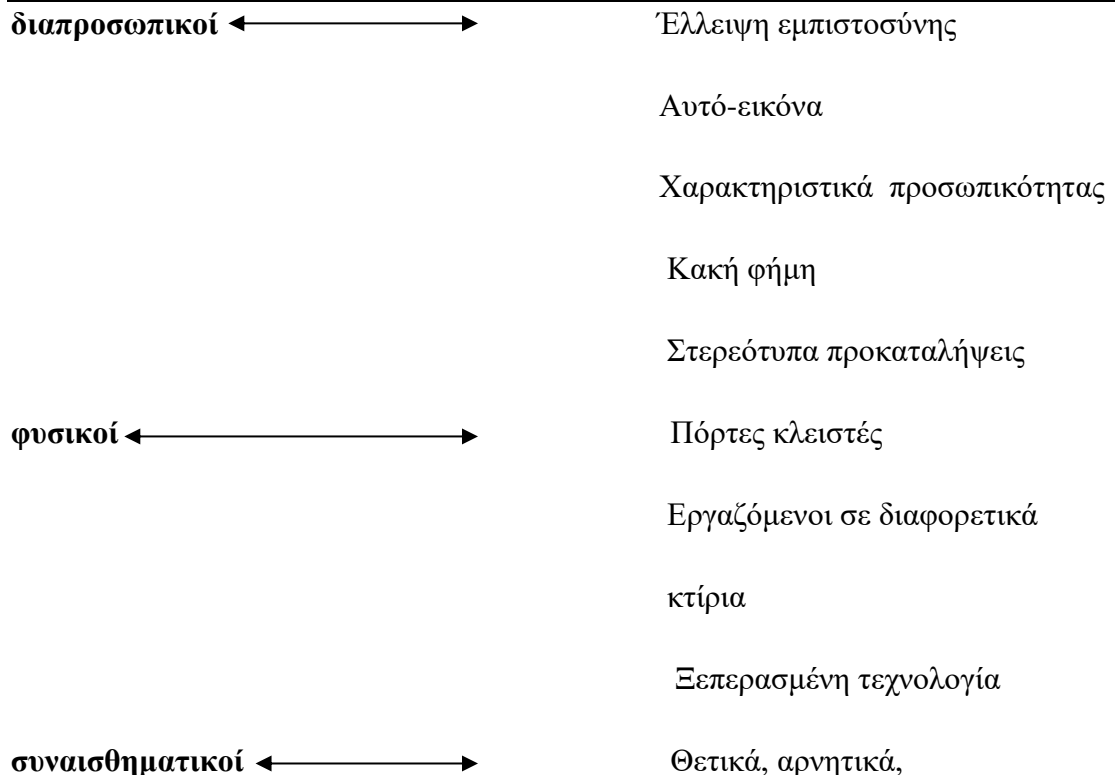 διαπροσωπικοί Έλλειψη εμπιστοσύνης
Αυτό-εικόνα
Χαρακτηριστικά προσωπικότητας
Κακή φήμη
Στερεότυπα προκαταλήψεις
φυσικοί Πόρτες κλειστές
Εργαζόμενοι σε διαφορετικά
κτίρια
Ξεπερασμένη τεχνολογία
συναισθηματικοί Θετικά, αρνητικά,